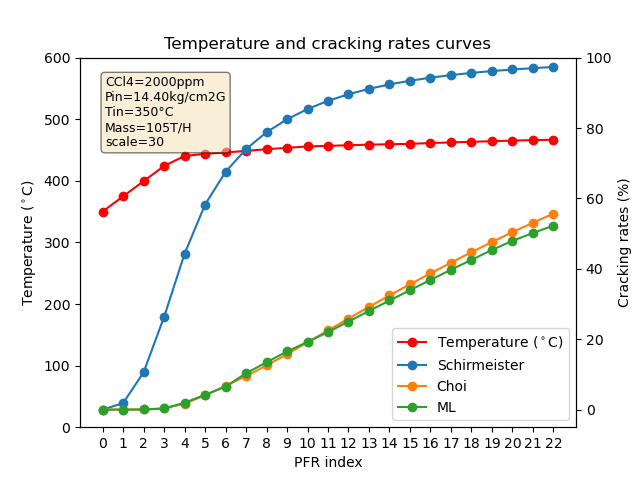 Temperature and cracking rates curves
CCl4=2000ppm
Pin=14.40kg/cm2G
Tin=350°C
Mass=105T/H
scale=30
600
500
400
300
200
100
0
Temperature (°C)
100
80
60
40
20
0
Cracking rates (%)
Temperature (°C)
Schirmeister
Choi
ML
0 1 2 3 4 5 6 7 8 9 10 11 12 13 14 15 16 17 18 19 20 21 22
PFR index